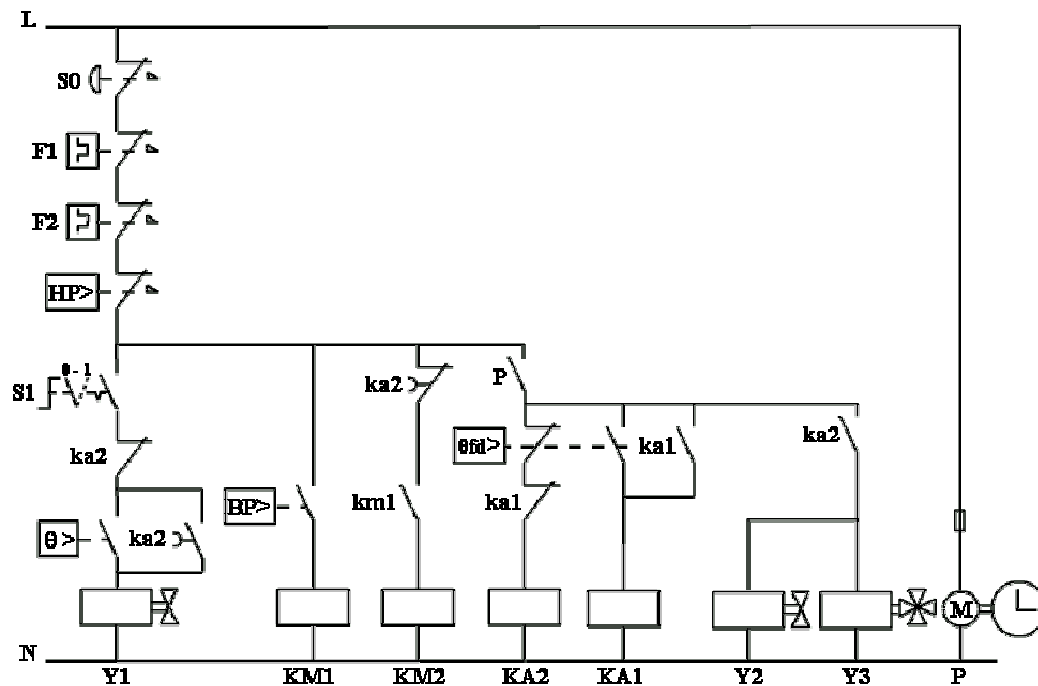 L
S0
F1
F2
HP>
S1 0 - 1
ka2 P
ka2 θfd> ka1 ka2
BP> km1 ka1
θ> ka2
M
N
Y1 KM1 KM2 KA2 KA1 Y2 Y3 P